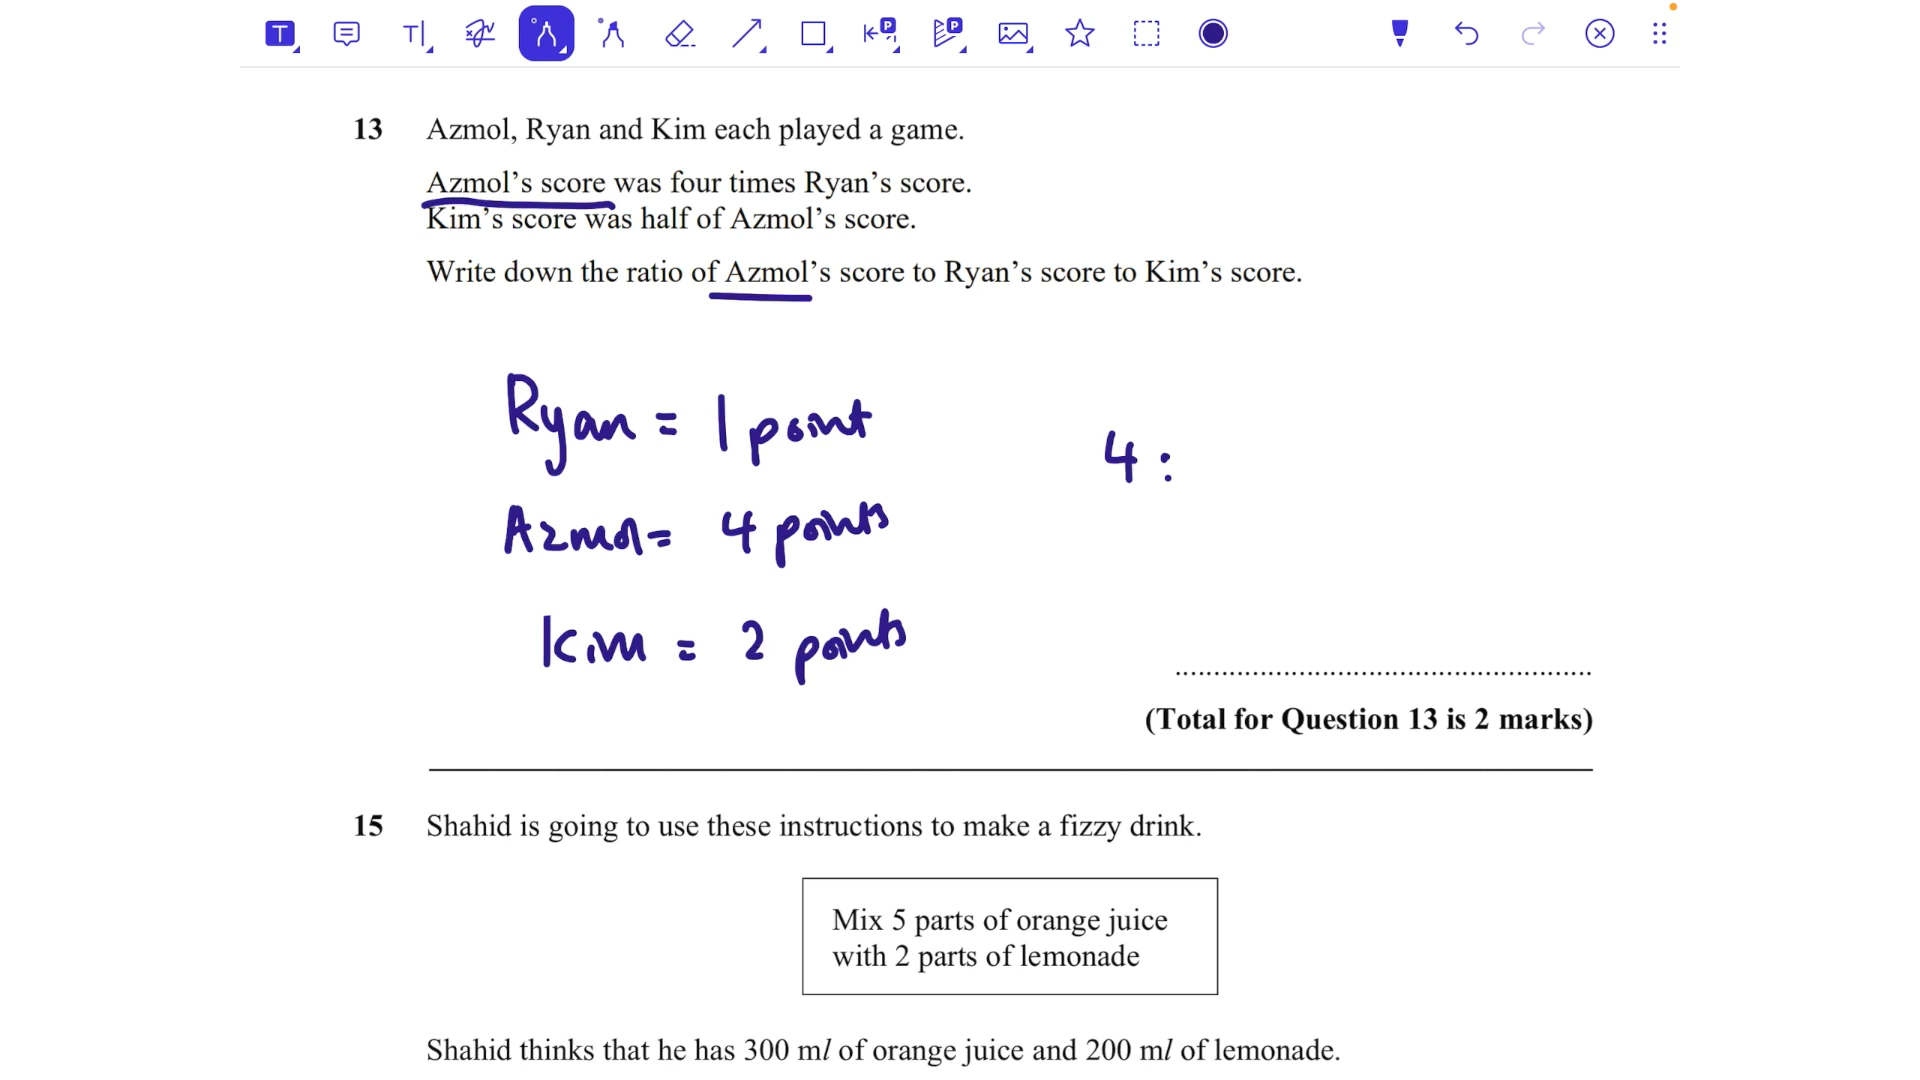 13 Azmol, Ryan and Kim each played a game.
Azmol's score was four times Ryan's score.
Kim's score was half of Azmol's score.
Write down the ratio of Azmol's score to Ryan's score to Kim's score.
Ryan = 1 point
4 :
Azmol = 4 points
Kim = 2 points
..........................................................
(Total for Question 13 is 2 marks)
15 Shahid is going to use these instructions to make a fizzy drink.
Mix 5 parts of orange juice
with 2 parts of lemonade
Shahid thinks that he has 300 ml of orange juice and 200 ml of lemonade.